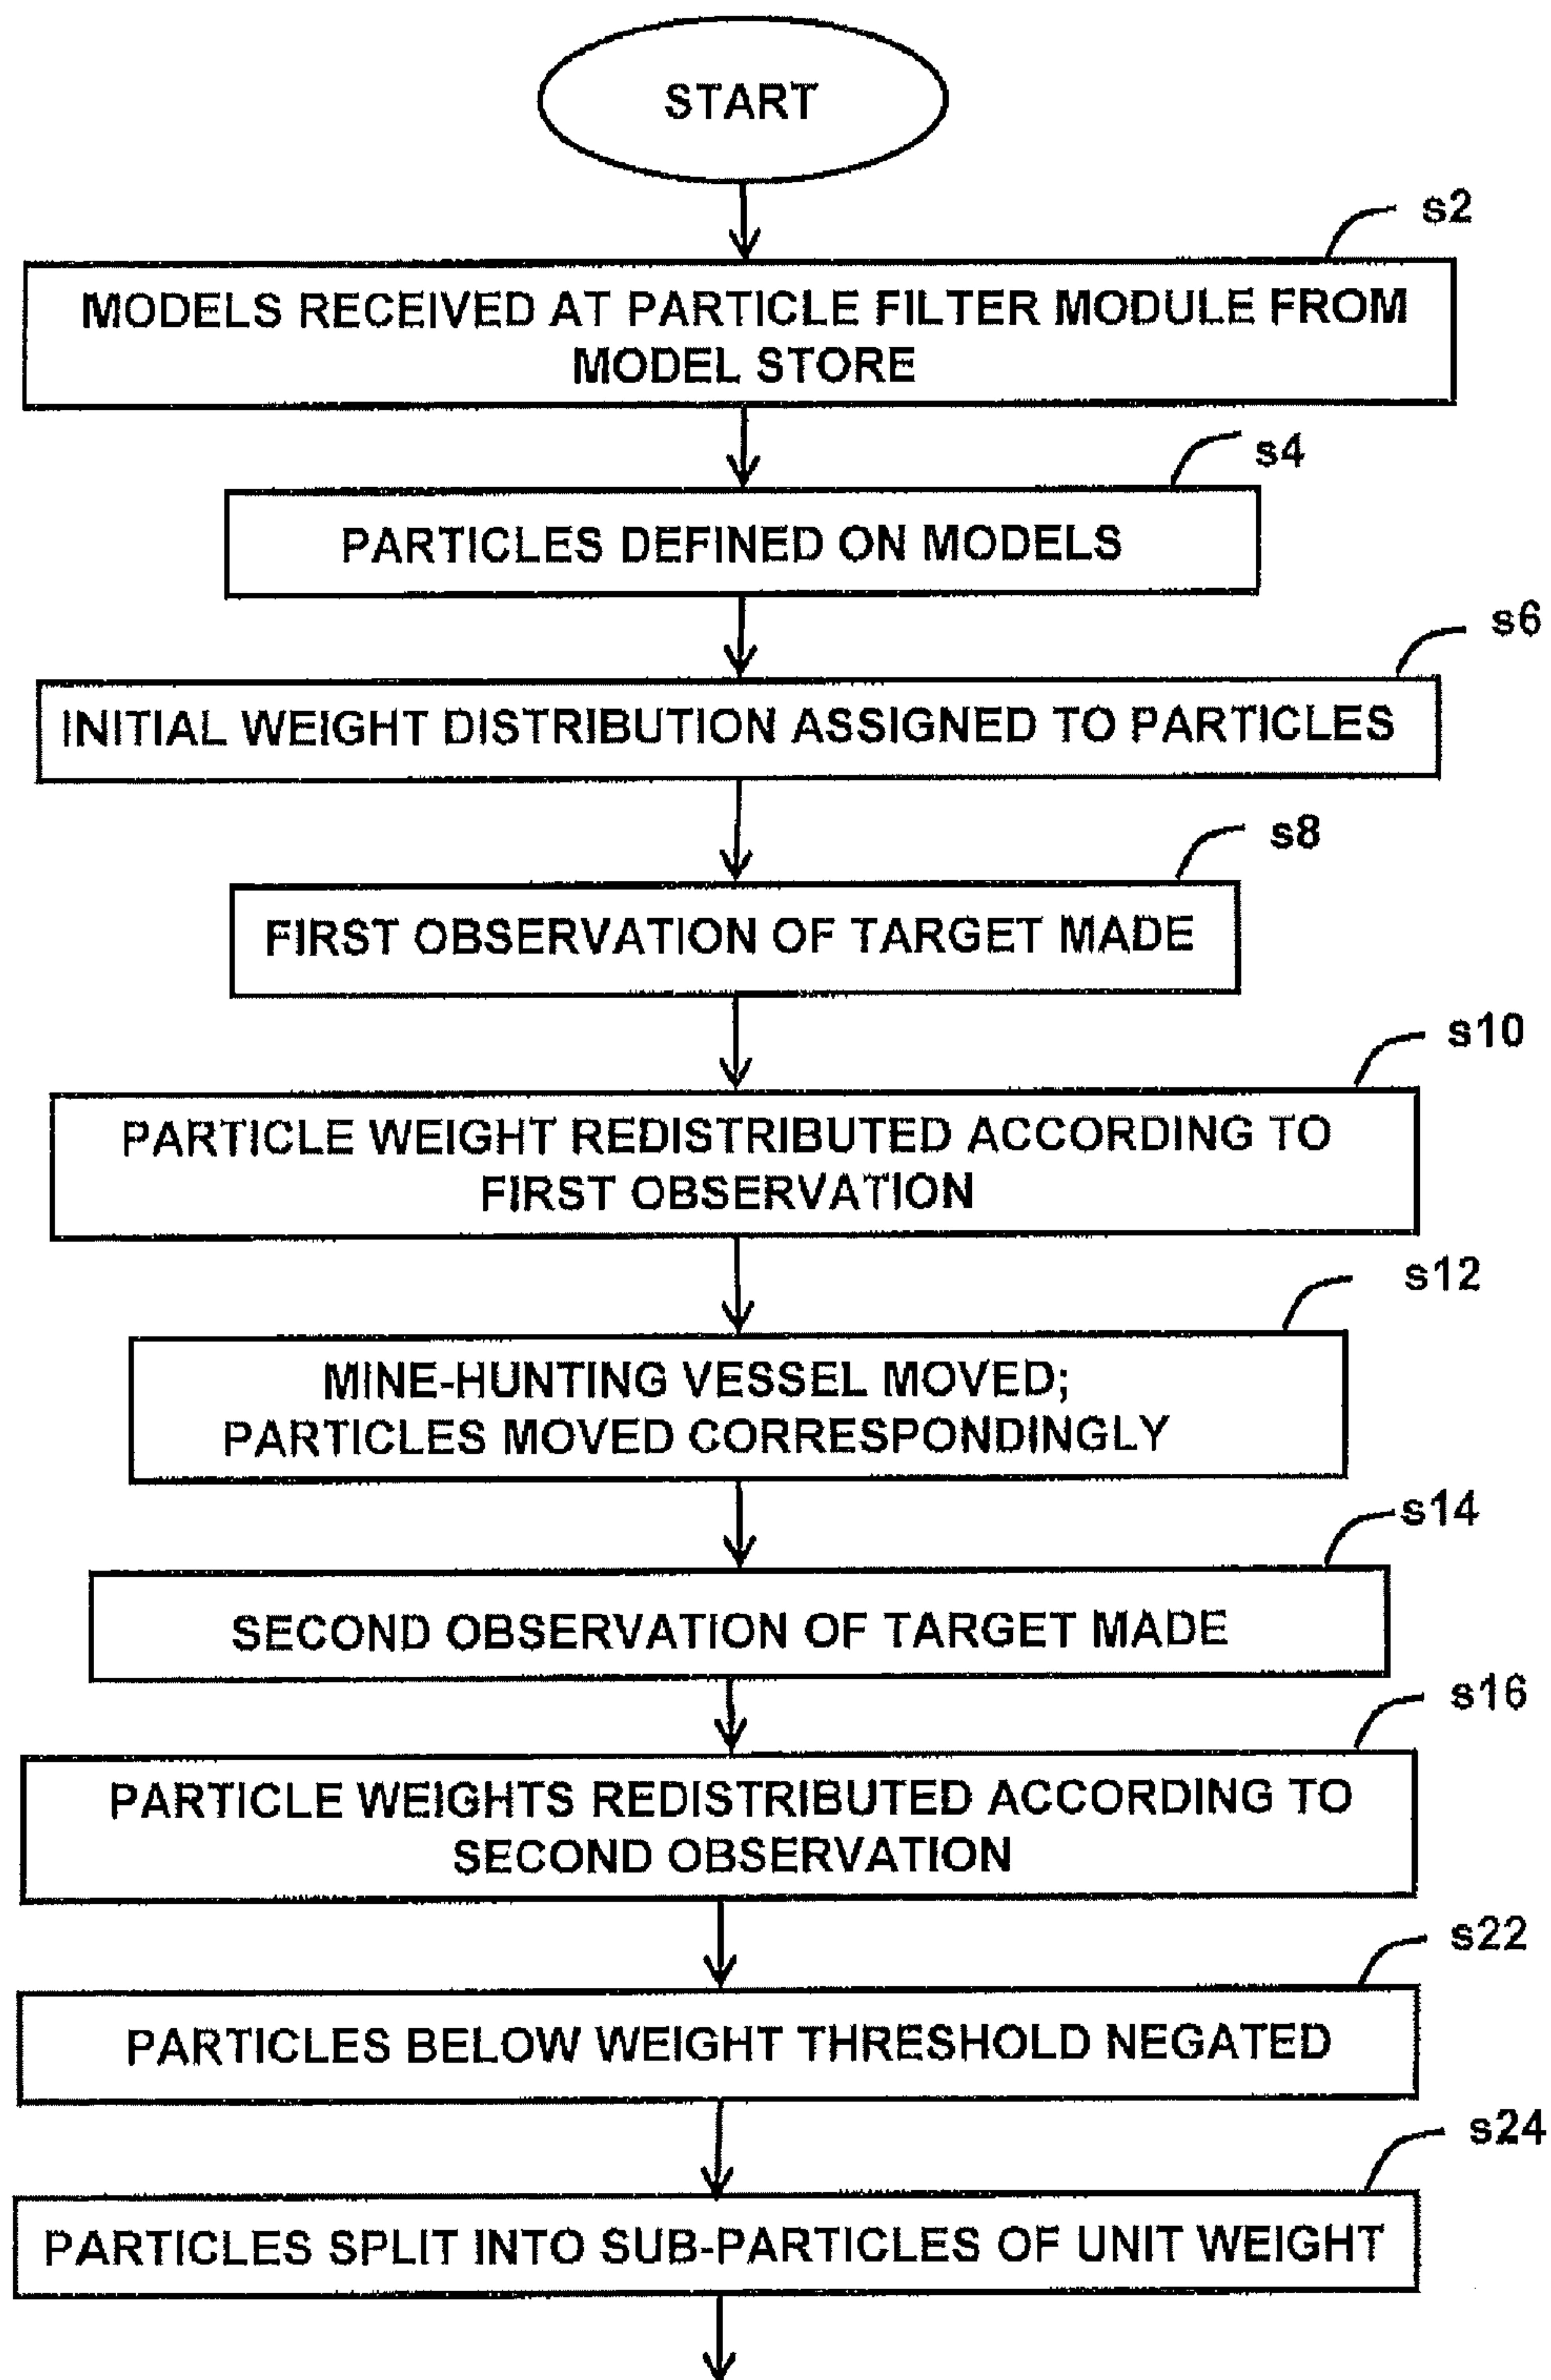 START
s2
MODELS RECEIVED AT PARTICLE FILTER MODULE FROM
MODEL STORE
s4
PARTICLES DEFINED ON MODELS
s6
INITIAL WEIGHT DISTRIBUTION ASSIGNED TO PARTICLES
s8
FIRST OBSERVATION OF TARGET MADE
s10
PARTICLE WEIGHT REDISTRIBUTED ACCORDING TO
FIRST OBSERVATION
s12
MINE-HUNTING VESSEL MOVED;
PARTICLES MOVED CORRESPONDINGLY
s14
SECOND OBSERVATION OF TARGET MADE
s16
PARTICLE WEIGHTS REDISTRIBUTED ACCORDING TO
SECOND OBSERVATION
s22
PARTICLES BELOW WEIGHT THRESHOLD NEGATED
s24
PARTICLES SPLIT INTO SUB-PARTICLES OF UNIT WEIGHT